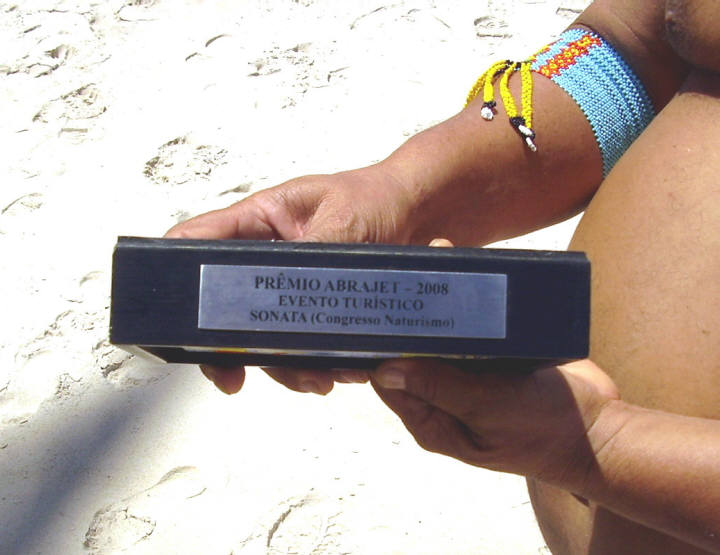 PRÊMIO ABRAJET - 2008
EVENTO TURÍSTICO
SONATA (Congresso Naturismo)